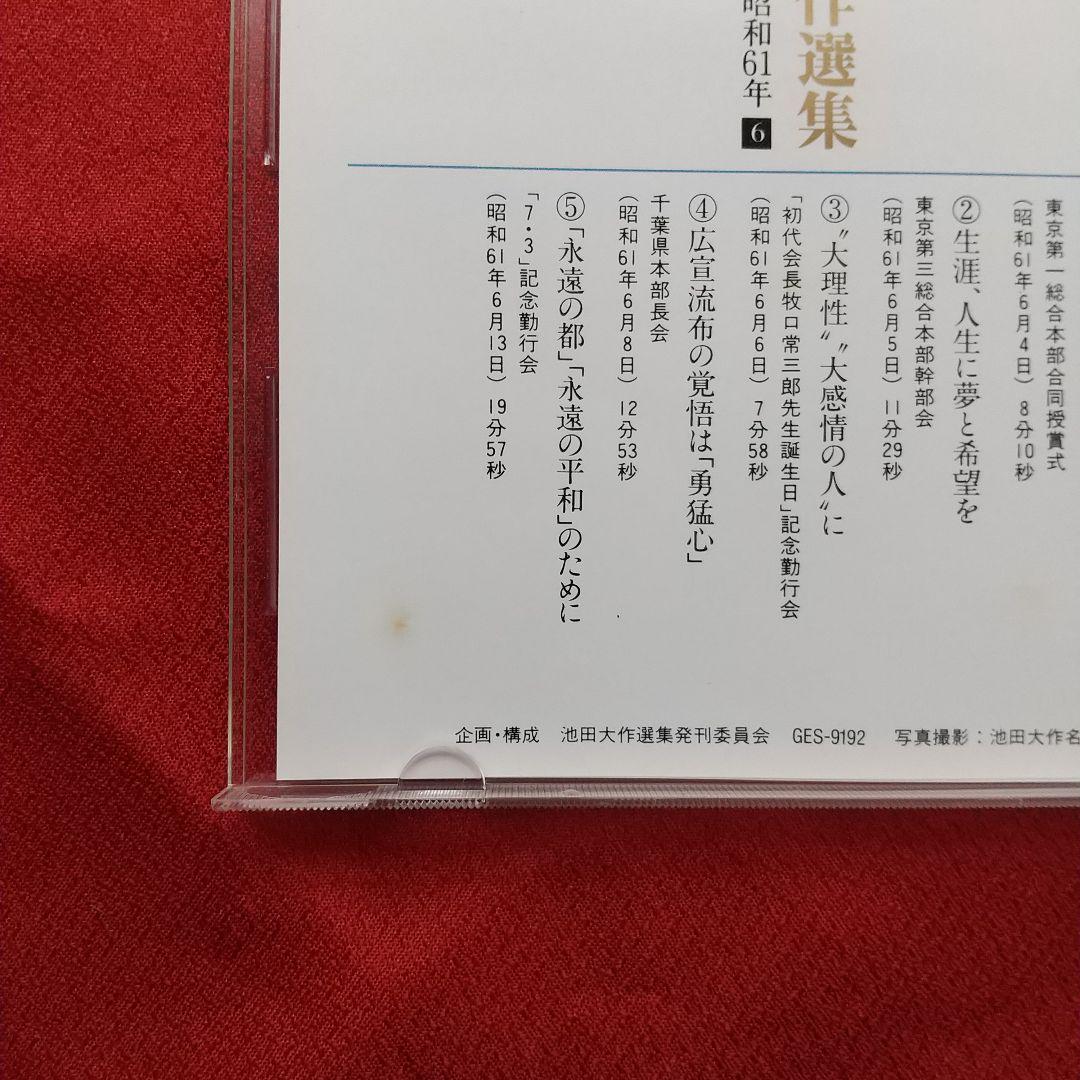 作選集
昭和61年 6
東京第一総合本部合同授賞式
(昭和61年6月4日) 8分10秒
②生涯、人生に夢と希望を
東京第三総合本部幹部会
(昭和61年6月5日) 11分29秒
③〝大理性〟〝大感情の人〟に
「初代会長牧口常三郎先生誕生日」記念勤行会
(昭和61年6月6日) 7分58秒
④広宣流布の覚悟は「勇猛心」
千葉県本部長会
(昭和61年6月8日) 12分53秒
⑤「永遠の都」「永遠の平和」のために
「7・3」記念勤行会
(昭和61年6月13日) 19分57秒
企画・構成 池田大作選集発刊委員会 GES-9192 写真撮影：池田大作名